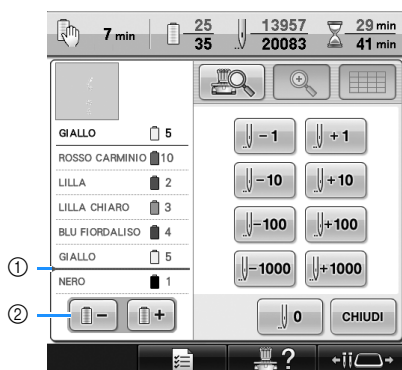 7 min 25 35 13957 20083 29 min 41 min
GIALLO 5
ROSSO CARMINIO 10
LILLA 2
LILLA CHIARO 3
BLU FIORDALISO 4
GIALLO 5
NERO 1
① 
②
- +
-1 +1
-10 +10
-100 +100
-1000 +1000
0 CHIUDI
?